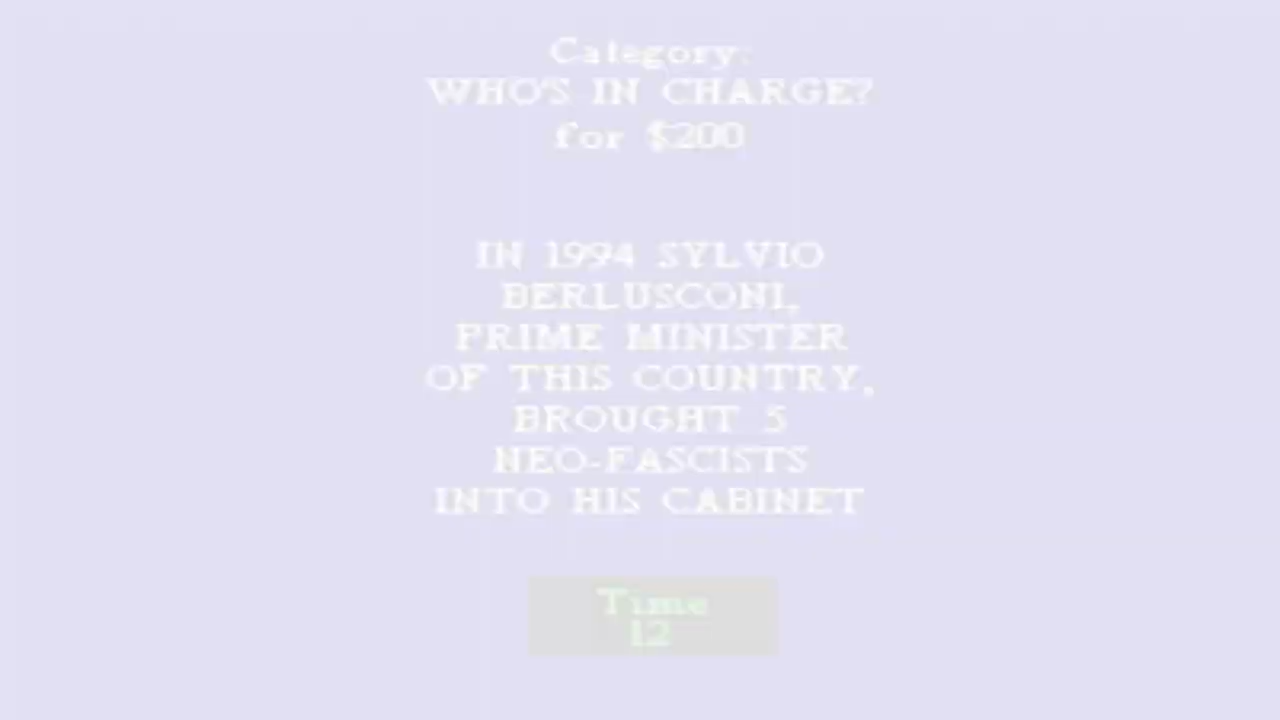 Category:
WHO'S IN CHARGE?
for $200
IN 1994 SYLVIO
BERLUSCONI,
PRIME MINISTER
OF THIS COUNTRY,
BROUGHT 5
NEO-FASCISTS
INTO HIS CABINET
Time
12